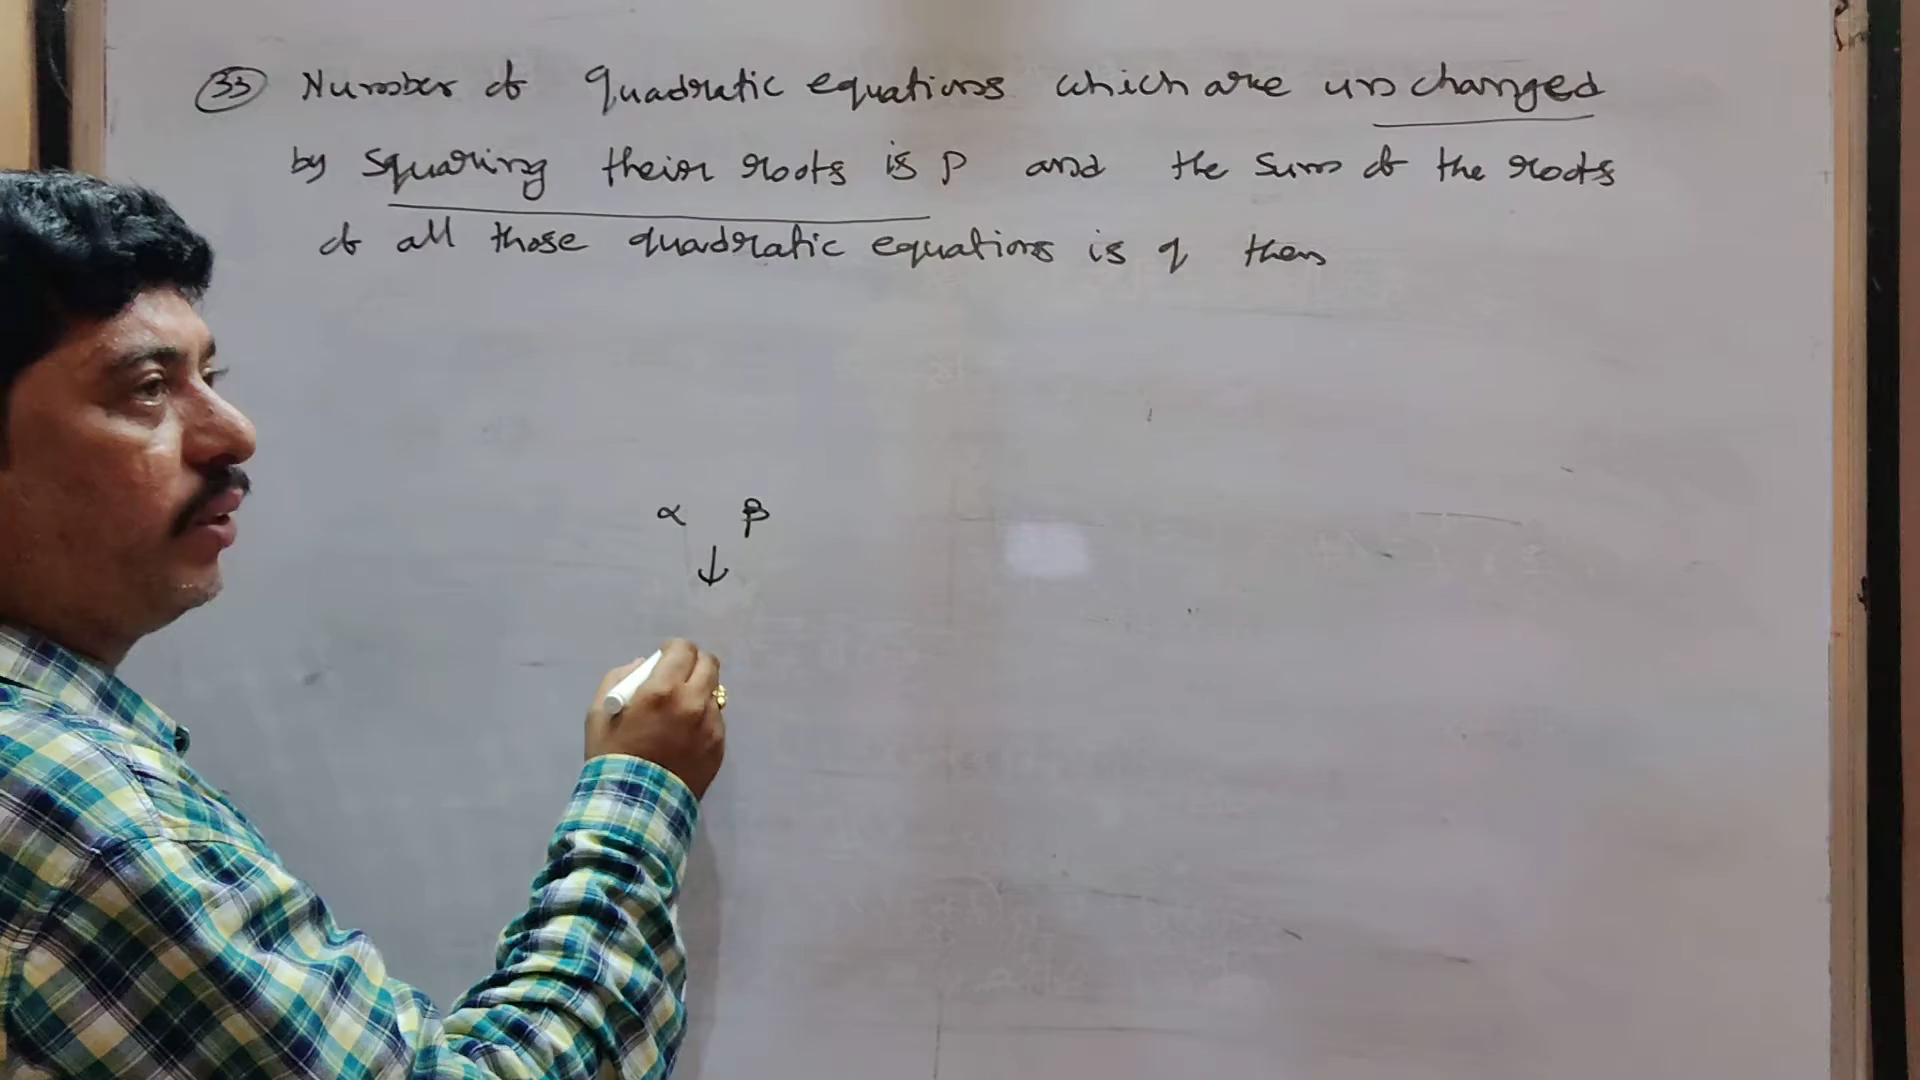 33 Number of quadratic equations which are unchanged
by squaring their roots is p and the sum of the roots
of all those quadratic equations is q then
α β
↓